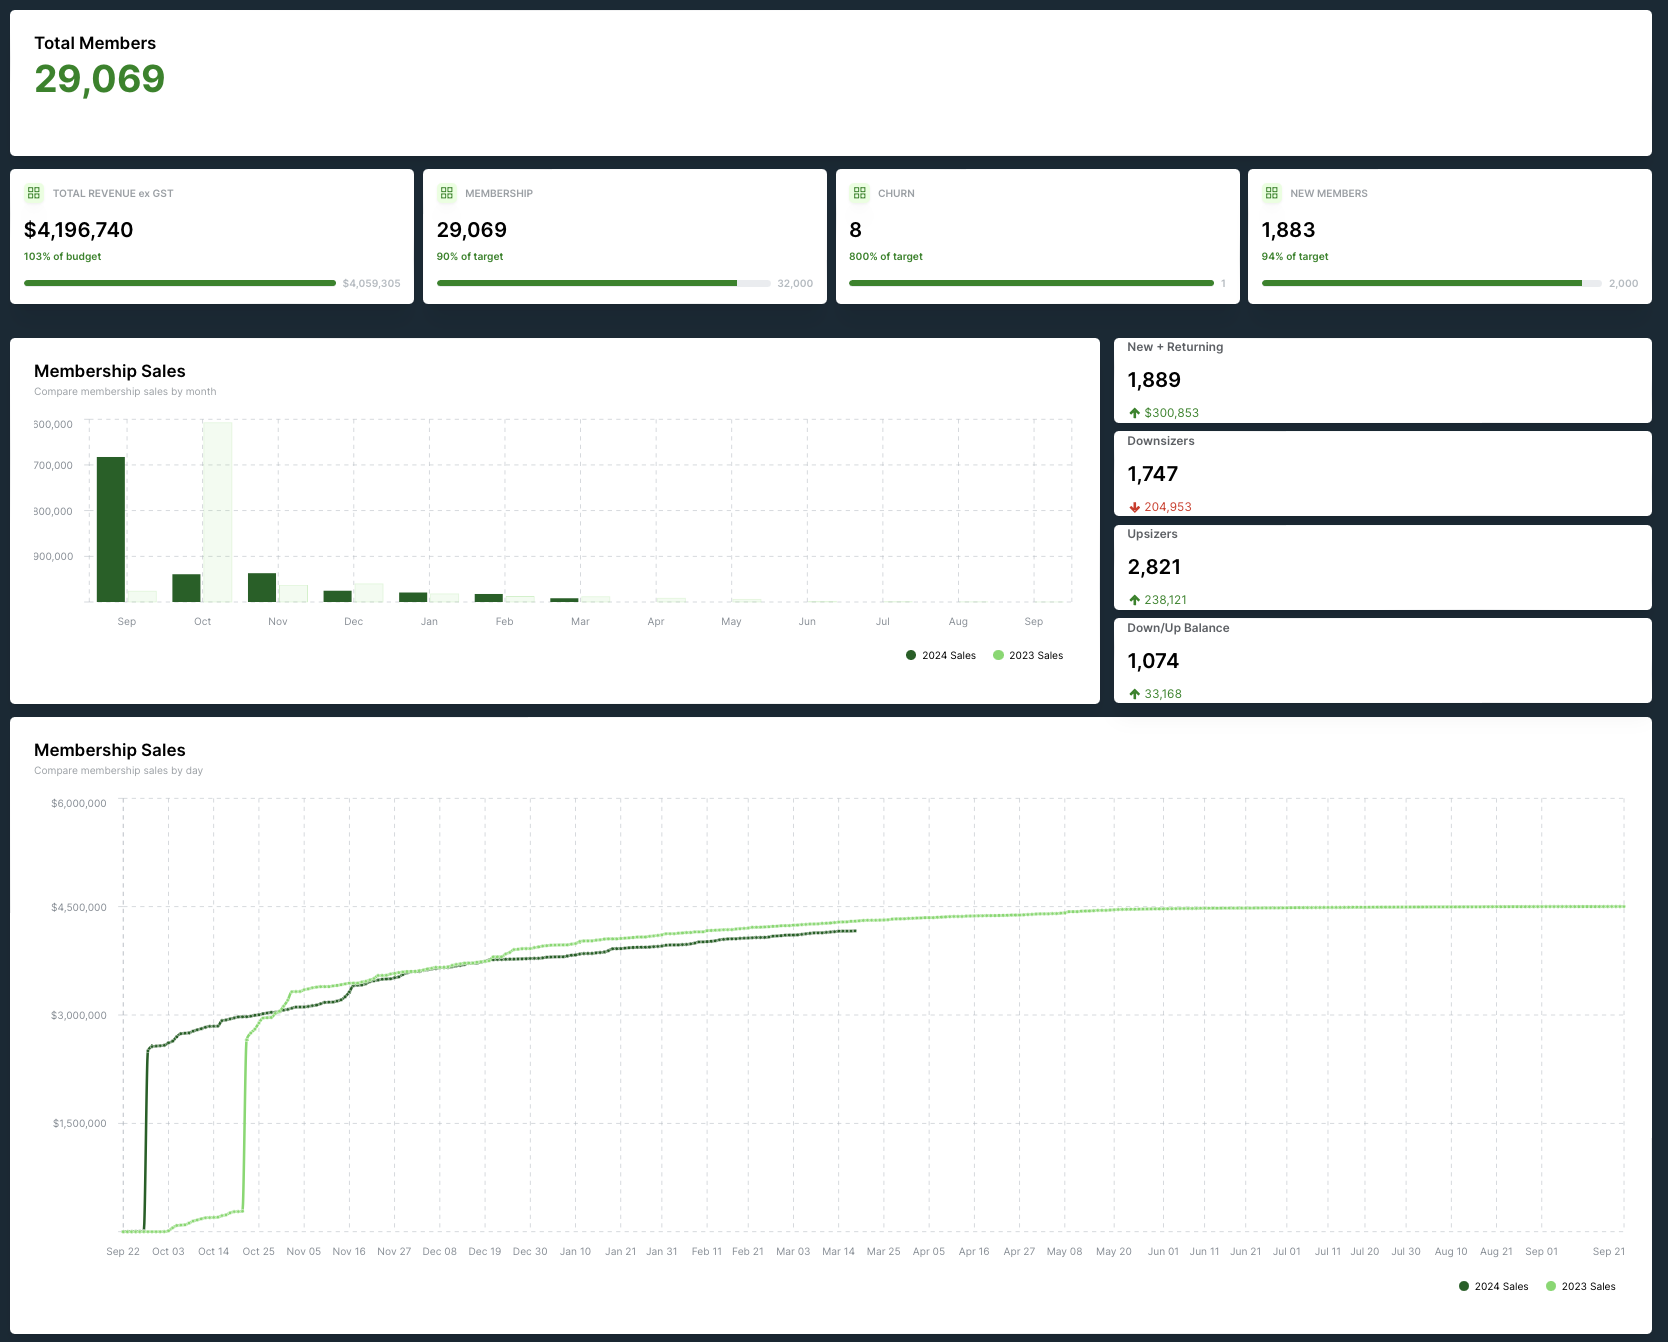 Total Members
29,069
TOTAL REVENUE ex GST
$4,196,740
103% of budget
$4,059,305
MEMBERSHIP
29,069
90% of target
32,000
CHURN
8
800% of target
1
NEW MEMBERS
1,883
94% of target
2,000
Membership Sales
Compare membership sales by month
600,000
700,000
800,000
900,000
Sep Oct Nov Dec Jan Feb Mar Apr May Jun Jul Aug Sep
2024 Sales 2023 Sales
New + Returning
1,889
$300,853
Downsizers
1,747
204,953
Upsizers
2,821
238,121
Down/Up Balance
1,074
33,168
Membership Sales
Compare membership sales by day
$6,000,000
$4,500,000
$3,000,000
$1,500,000
Sep 22 Oct 03 Oct 14 Oct 25 Nov 05 Nov 16 Nov 27 Dec 08 Dec 19 Dec 30 Jan 10 Jan 21 Jan 31 Feb 11 Feb 21 Mar 03 Mar 14 Mar 25 Apr 05 Apr 16 Apr 27 May 08 May 20 Jun 01 Jun 11 Jun 21 Jul 01 Jul 11 Jul 20 Jul 30 Aug 10 Aug 21 Sep 01 Sep 21
2024 Sales 2023 Sales